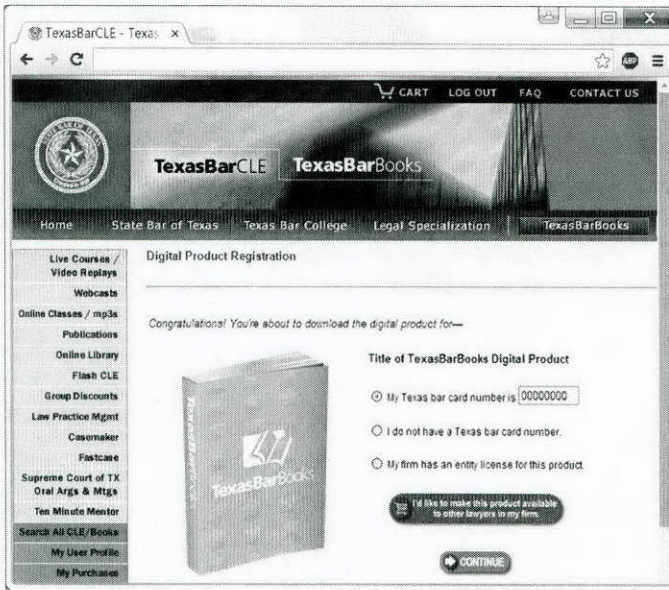 TexasBarCLE - Texas
ABP
CART LOG OUT FAQ CONTACT US
TexasBarCLE TexasBarBooks
Home State Bar of Texas Texas Bar College Legal Specialization TexasBarBooks
Live Courses /
Video Replays
Webcasts
Online Classes / mp3s
Publications
Online Library
Flash CLE
Group Discounts
Law Practice Mgmt
Casemaker
Fastcase
Supreme Court of TX
Oral Args & Mtgs
Ten Minute Mentor
Search All CLE/Books
My User Profile
My Purchases
Digital Product Registration
Congratulations! You're about to download the digital product for—
TexasBarBooks
TexasBarBooks
Title of TexasBarBooks Digital Product
My Texas bar card number is 00000000
I do not have a Texas bar card number.
My firm has an entity license for this product.
I'd like to make this product available
to other lawyers in my firm.
CONTINUE